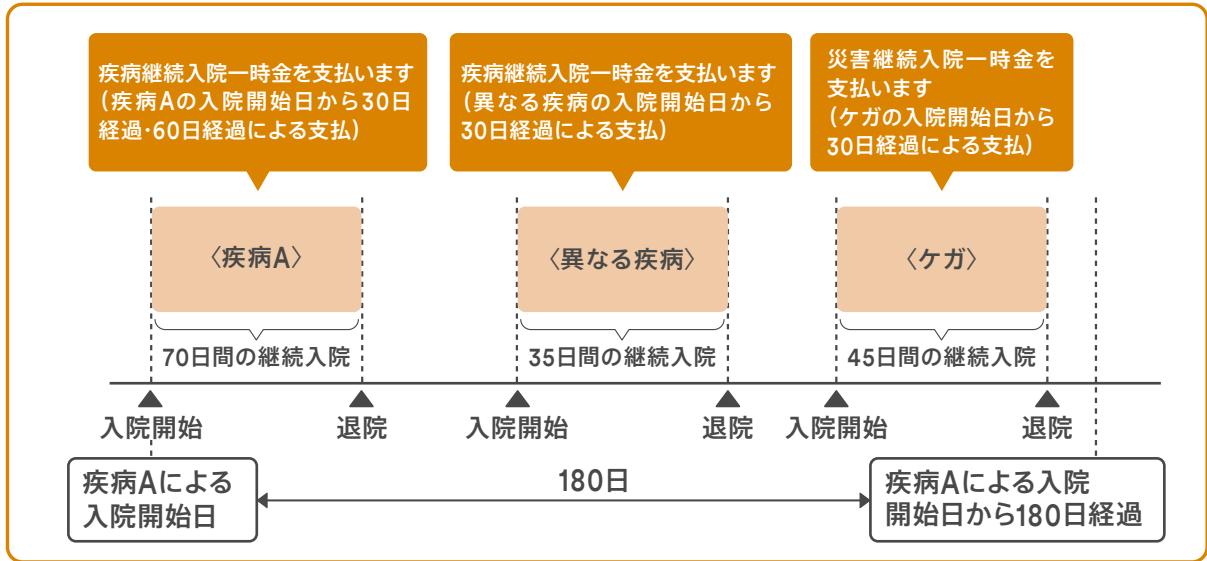 疾病継続入院一時金を支払います
(疾病Aの入院開始日から30日
経過・60日経過による支払)
疾病継続入院一時金を支払います
(異なる疾病の入院開始日から
30日経過による支払)
災害継続入院一時金を
支払います
(ケガの入院開始日から
30日経過による支払)
〈疾病A〉
〈異なる疾病〉
〈ケガ〉
70日間の継続入院
35日間の継続入院
45日間の継続入院
入院開始
退院
入院開始
退院
入院開始
退院
疾病Aによる
入院開始日
180日
疾病Aによる入院
開始日から180日経過